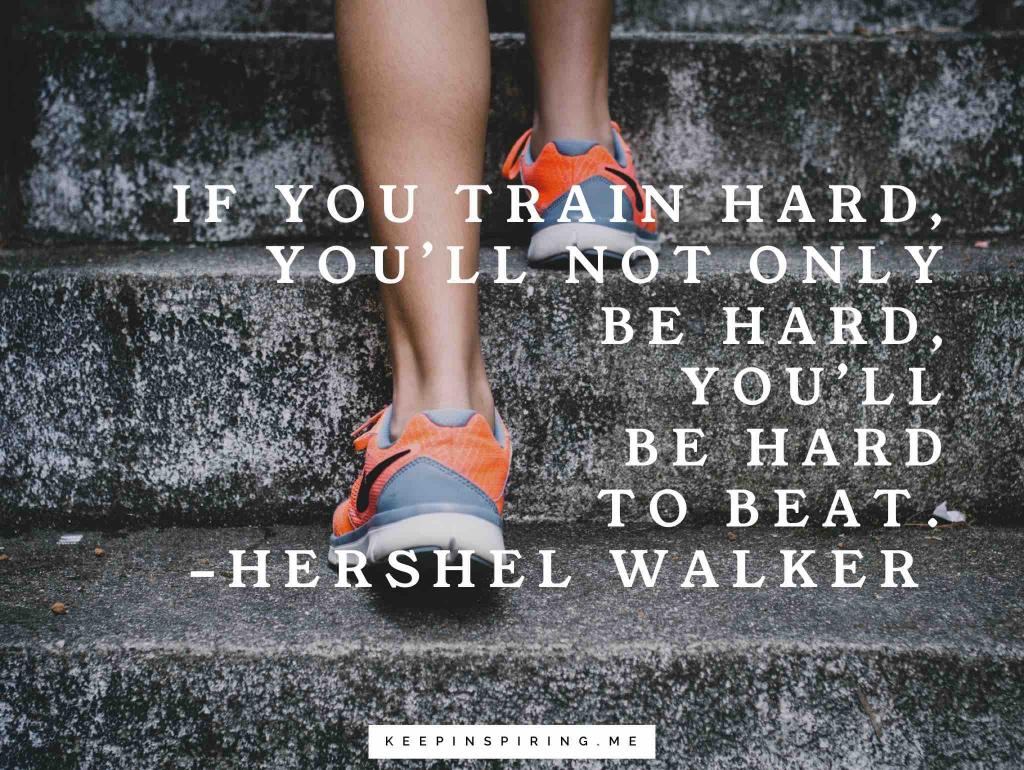 IF YOU TRAIN HARD,
YOU’LL NOT ONLY
BE HARD,
YOU’LL
BE HARD
TO BEAT.
–HERSHEL WALKER
KEEPINSPIRING.ME